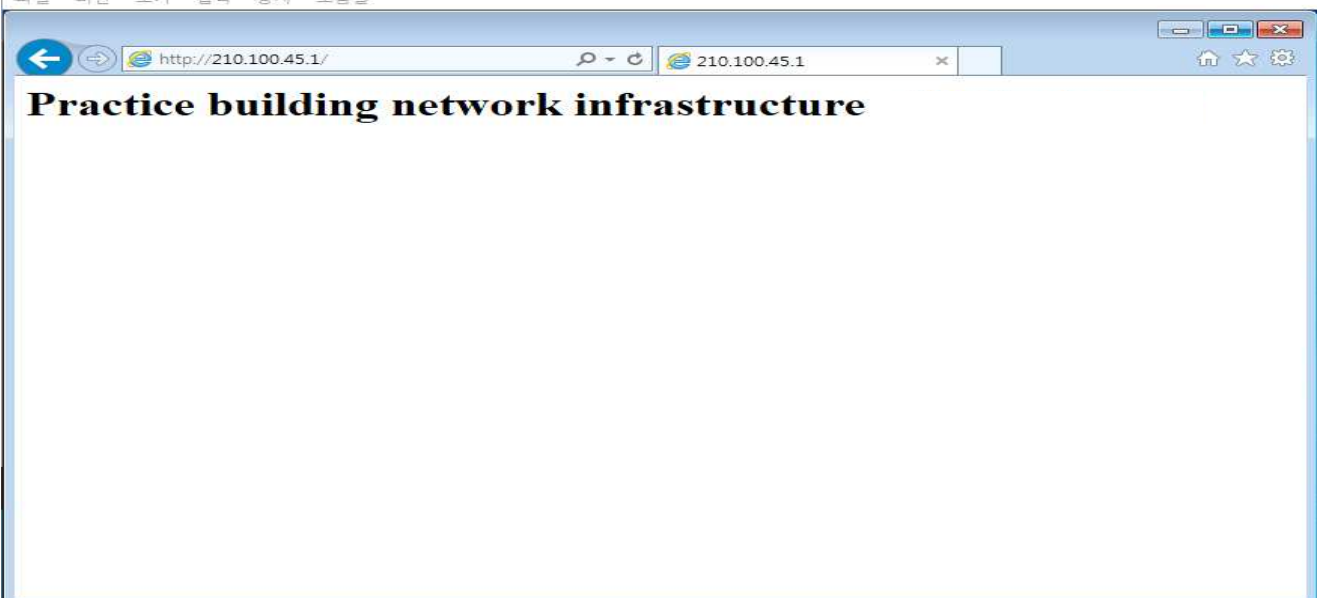 http://210.100.45.1/
210.100.45.1
Practice building network infrastructure